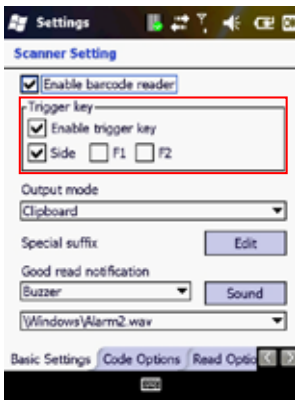 Settings
Scanner Setting
Enable barcode reader
Trigger key
Enable trigger key
Side F1 F2
Output mode
Clipboard
Special suffix Edit
Good read notification
Buzzer Sound
\Windows\Alarm2.wav
Basic Settings Code Options Read Optio